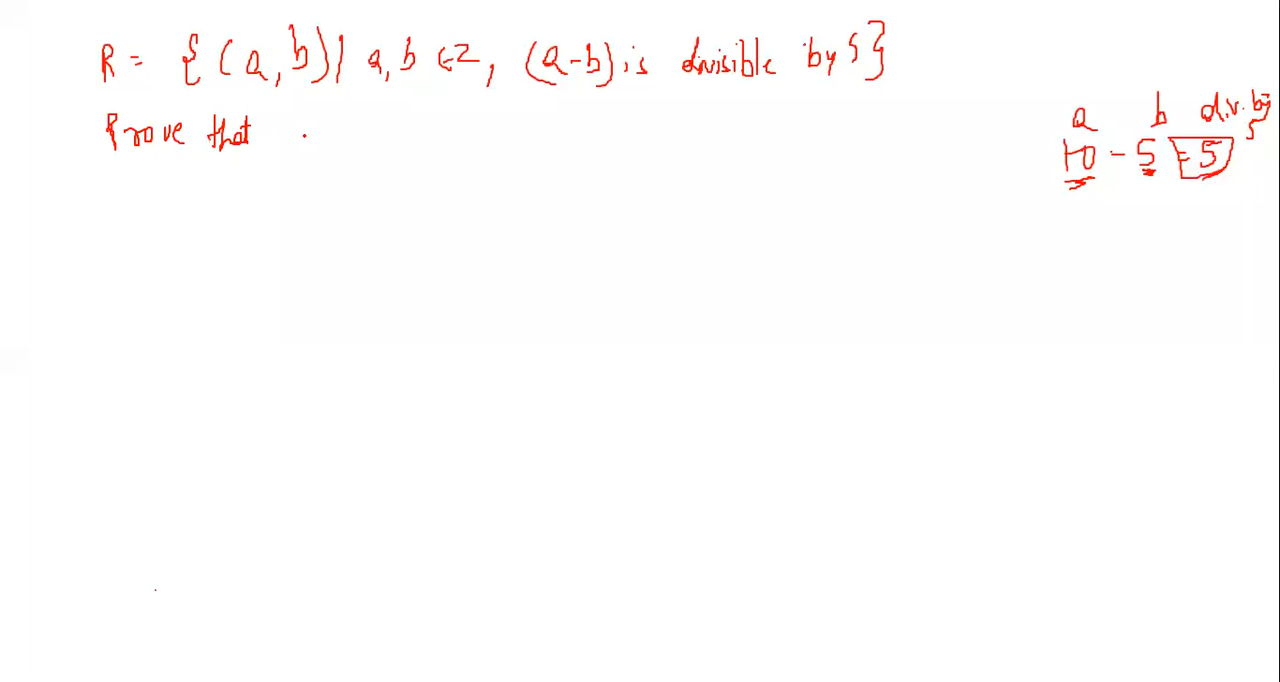 R = { (a, b) | a, b ∈ Z, (a-b) is divisible by 5 }
Prove that
a b div. by 5
10 - 5 = 5